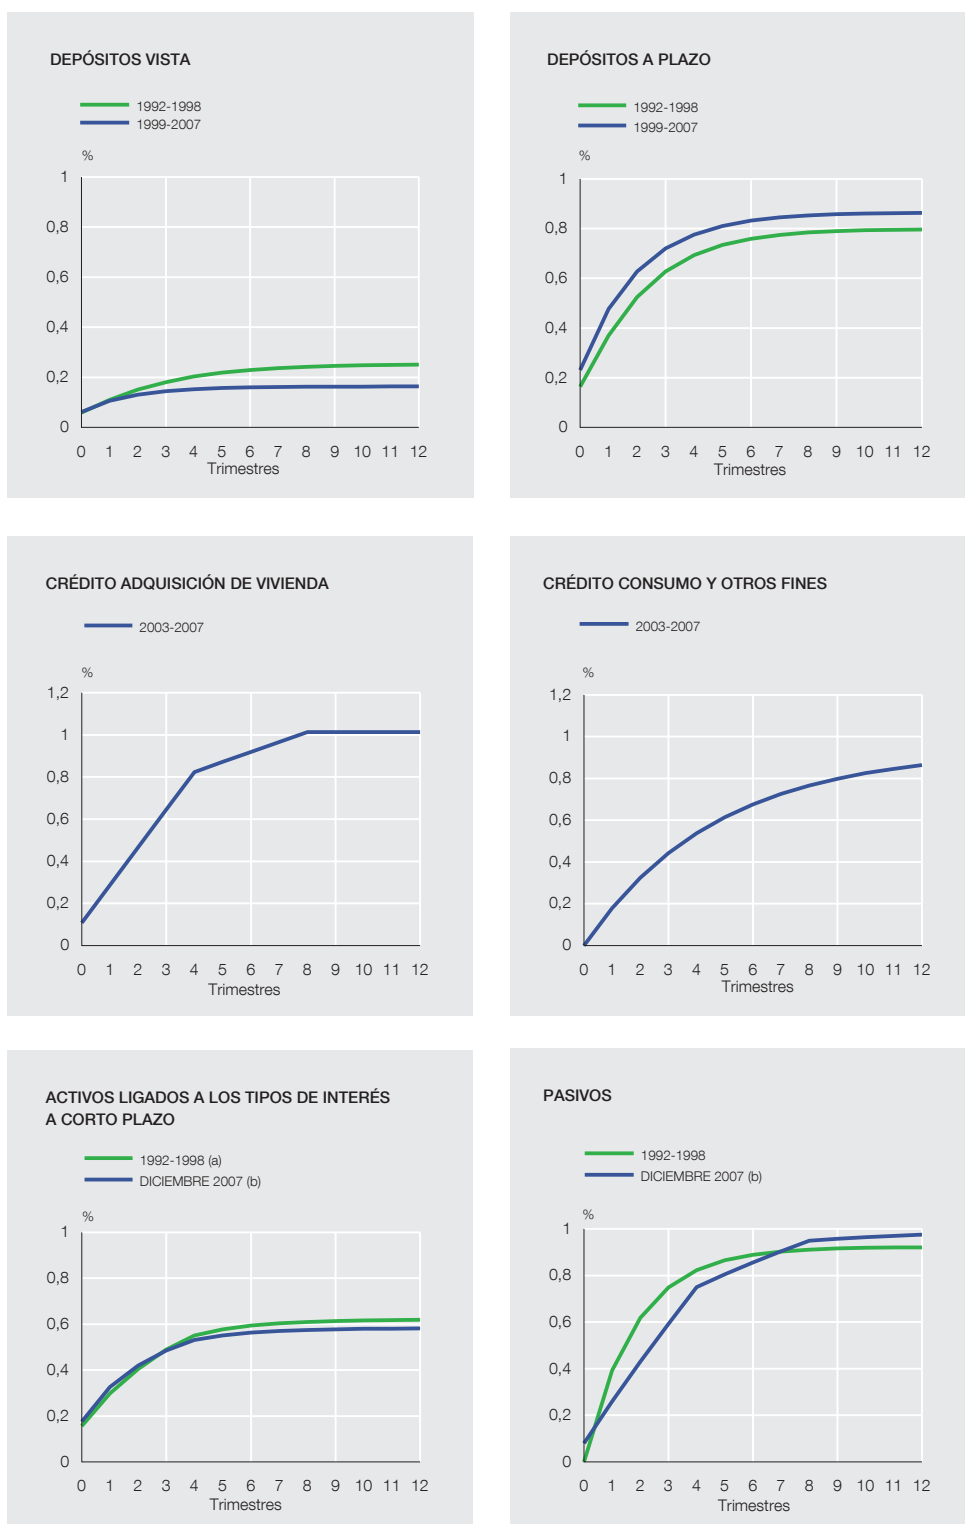 DEPÓSITOS VISTA
1992-1998
1999-2007
%
1
0,8
0,6
0,4
0,2
0
0 1 2 3 4 5 6 7 8 9 10 11 12
Trimestres
DEPÓSITOS A PLAZO
1992-1998
1999-2007
%
1
0,8
0,6
0,4
0,2
0
0 1 2 3 4 5 6 7 8 9 10 11 12
Trimestres
CRÉDITO ADQUISICIÓN DE VIVIENDA
2003-2007
%
1,2
1
0,8
0,6
0,4
0,2
0
0 1 2 3 4 5 6 7 8 9 10 11 12
Trimestres
CRÉDITO CONSUMO Y OTROS FINES
2003-2007
%
1,2
1
0,8
0,6
0,4
0,2
0
0 1 2 3 4 5 6 7 8 9 10 11 12
Trimestres
ACTIVOS LIGADOS A LOS TIPOS DE INTERÉS
A CORTO PLAZO
1992-1998 (a)
DICIEMBRE 2007 (b)
%
1
0,8
0,6
0,4
0,2
0
0 1 2 3 4 5 6 7 8 9 10 11 12
Trimestres
PASIVOS
1992-1998
DICIEMBRE 2007 (b)
%
1
0,8
0,6
0,4
0,2
0
0 1 2 3 4 5 6 7 8 9 10 11 12
Trimestres